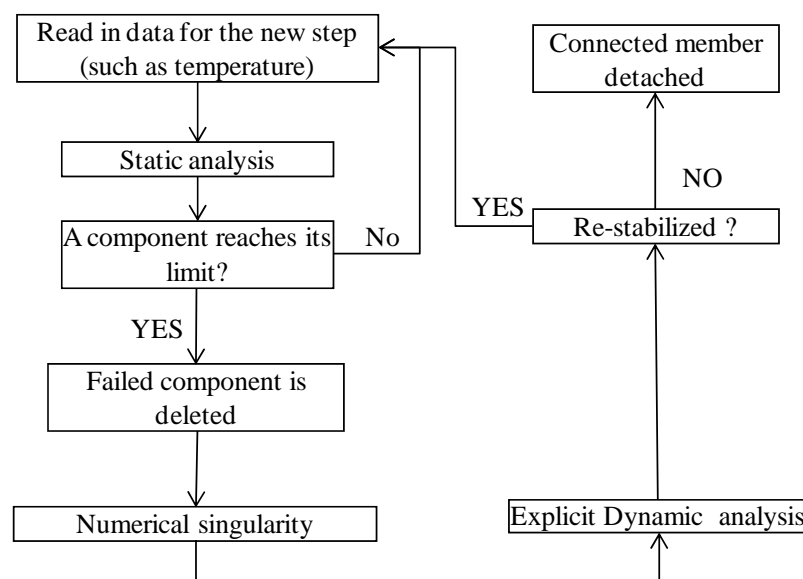 Read in data for the new step
(such as temperature)
Static analysis
A component reaches its
limit?
No
YES
Failed component is
deleted
Numerical singularity
Explicit Dynamic analysis
Re-stabilized ?
YES
NO
Connected member
detached